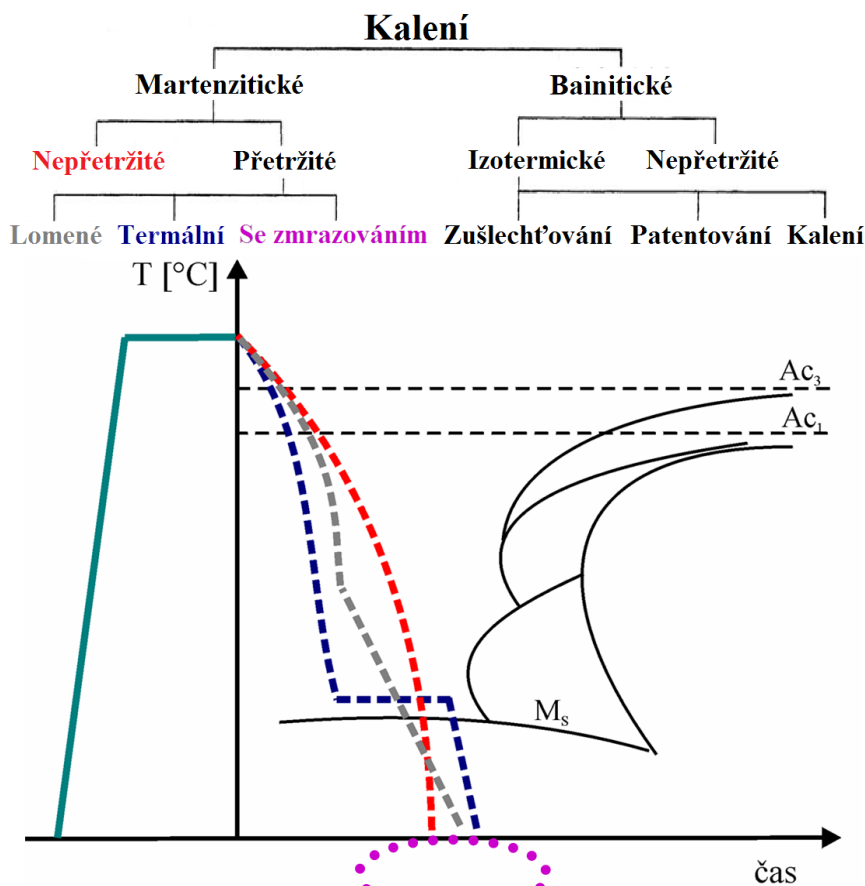 Kalení
Martenzitické Bainitické
Nepřetržité Přetržité Izotermické Nepřetržité
Lomené Termální Se zmrazováním Zušlechťování Patentování Kalení
T [°C]
Ac₃
Ac₁
Mₛ
čas